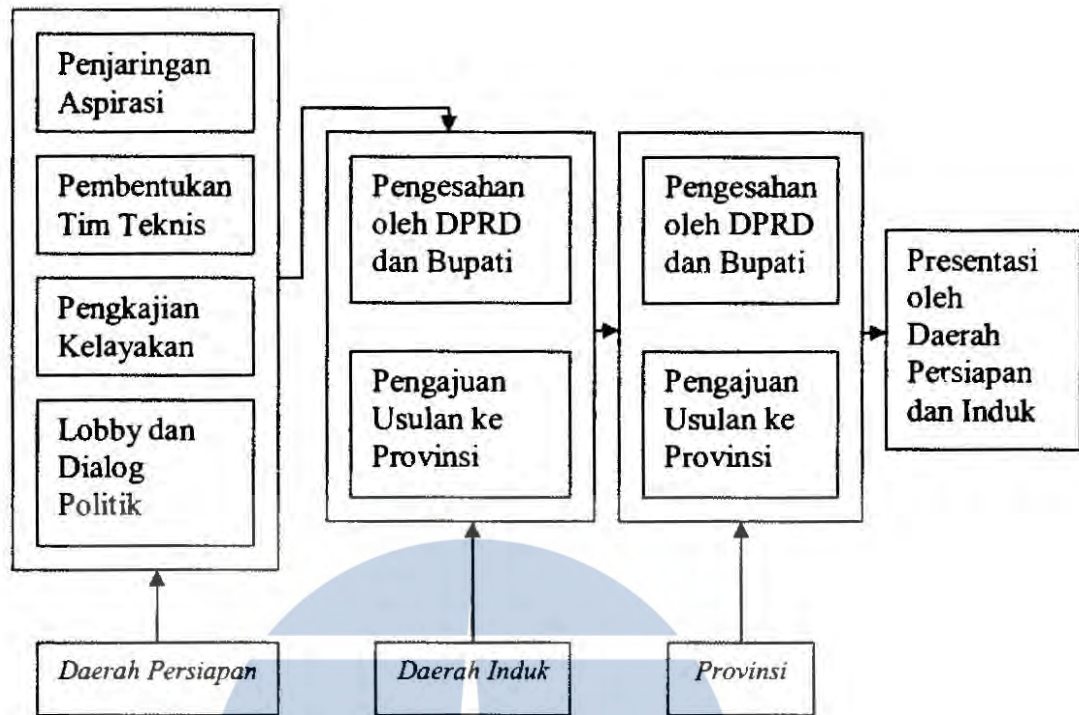 Penjaringan
Aspirasi
Pembentukan
Tim Teknis
Pengkajian
Kelayakan
Lobby dan
Dialog
Politik
Pengesahan
oleh DPRD
dan Bupati
Pengajuan
Usulan ke
Provinsi
Pengesahan
oleh DPRD
dan Bupati
Pengajuan
Usulan ke
Provinsi
Presentasi
oleh
Daerah
Persiapan
dan Induk
Daerah Persiapan
Daerah Induk
Provinsi